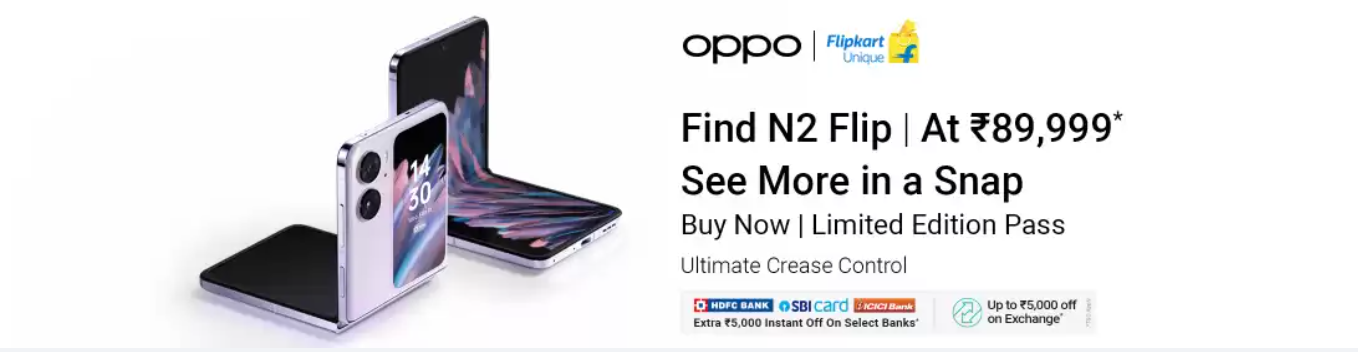 oppo | Flipkart
Unique
Find N2 Flip | At ₹89,999*
See More in a Snap
Buy Now | Limited Edition Pass
Ultimate Crease Control
HDFC BANK SBI card ICICI Bank
Extra ₹5,000 Instant Off On Select Banks*
Up to ₹5,000 off
on Exchange*
14
30